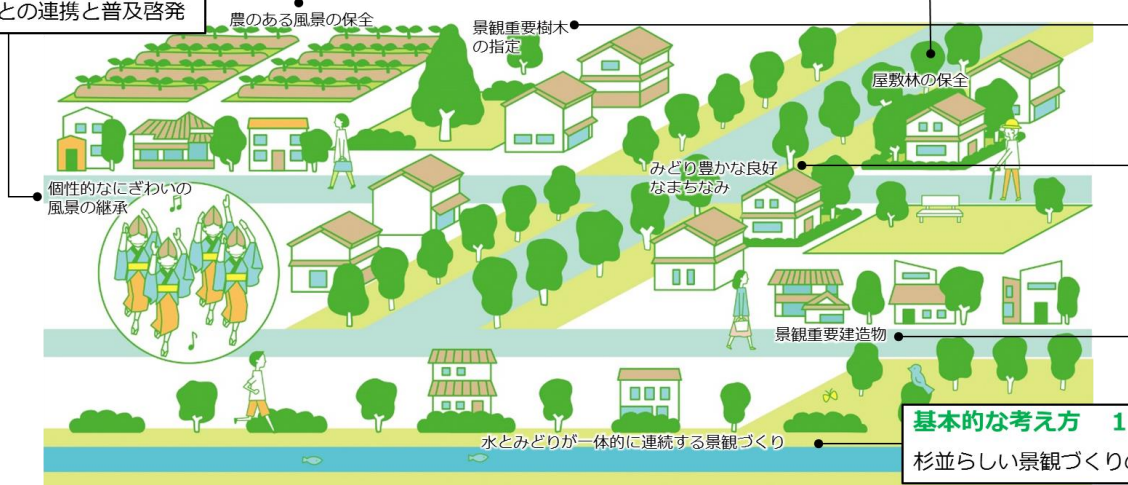 との連携と普及啓発
農のある風景の保全
景観重要樹木
の指定
屋敷林の保全
みどり豊かな良好
なまちなみ
個性的なにぎわいの
風景の継承
景観重要建造物
水とみどりが一体的に連続する景観づくり
基本的な考え方 1
杉並らしい景観づくりの